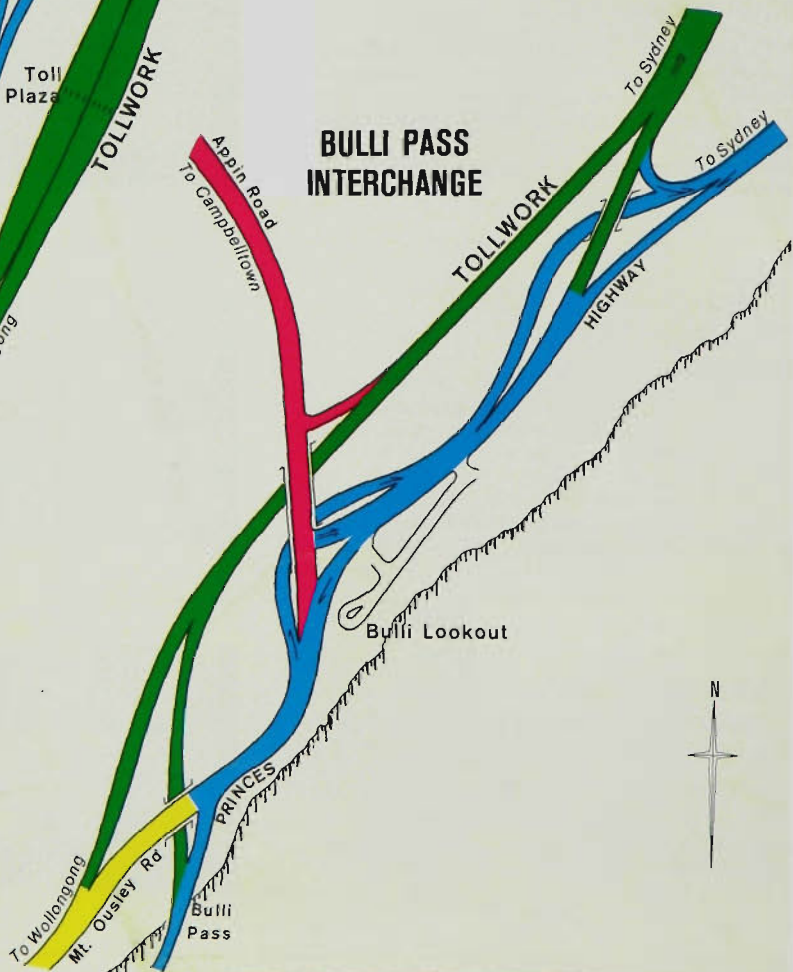 Toll
Plaza
TOLLWORK
BULLI PASS
INTERCHANGE
Appin Road
To Campbelltown
To Sydney
To Sydney
TOLLWORK
HIGHWAY
Bulli Lookout
N
PRINCES
Mt. Ousley Rd
To Wollongong
Bulli
Pass